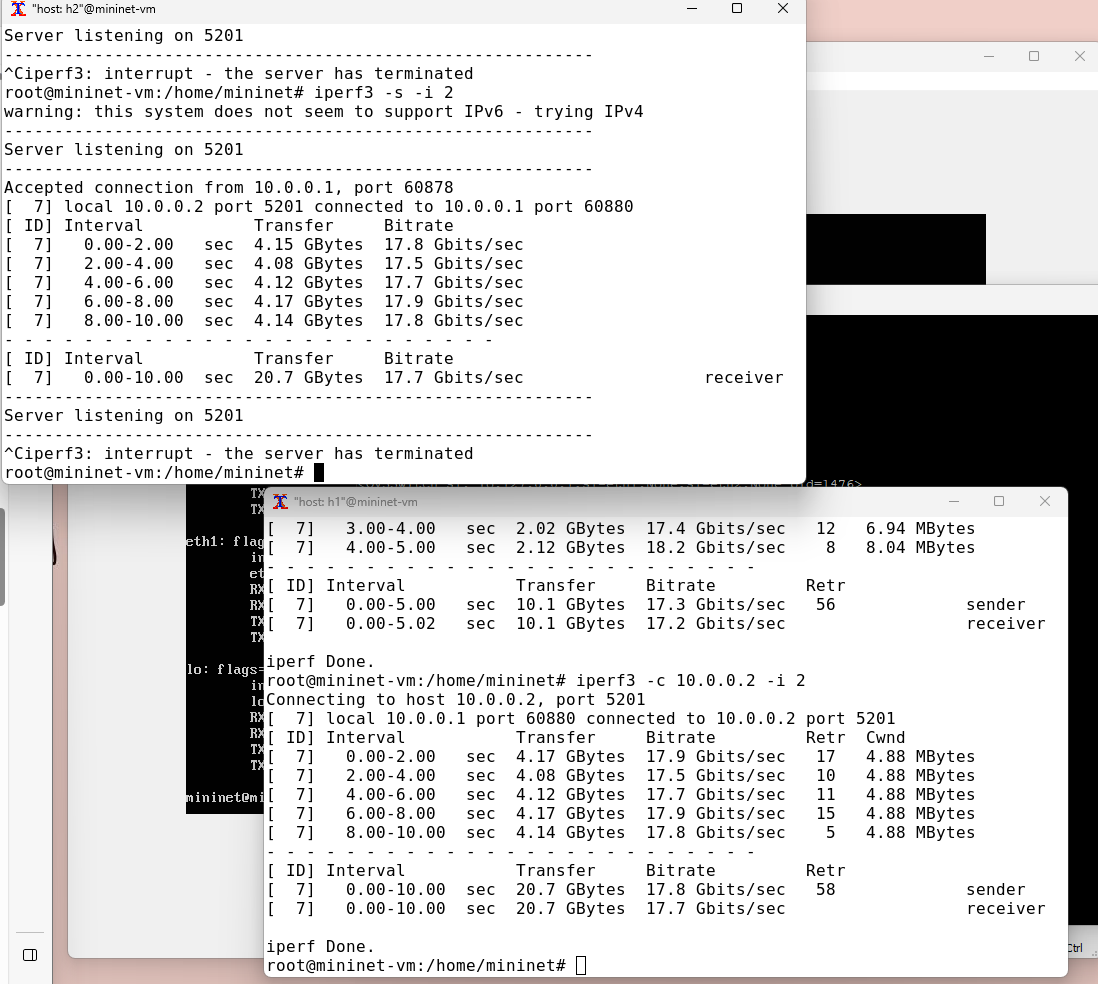 "host: h2"@mininet-vm
Server listening on 5201
-----------------------------------------------------------
^Ciperf3: interrupt - the server has terminated
root@mininet-vm:/home/mininet# iperf3 -s -i 2
warning: this system does not seem to support IPv6 - trying IPv4
-----------------------------------------------------------
Server listening on 5201
-----------------------------------------------------------
Accepted connection from 10.0.0.1, port 60878
[  7] local 10.0.0.2 port 5201 connected to 10.0.0.1 port 60880
[ ID] Interval           Transfer     Bitrate
[  7]   0.00-2.00   sec  4.15 GBytes  17.8 Gbits/sec
[  7]   2.00-4.00   sec  4.08 GBytes  17.5 Gbits/sec
[  7]   4.00-6.00   sec  4.12 GBytes  17.7 Gbits/sec
[  7]   6.00-8.00   sec  4.17 GBytes  17.9 Gbits/sec
[  7]   8.00-10.00  sec  4.14 GBytes  17.8 Gbits/sec
- - - - - - - - - - - - - - - - - - - - - - - - -
[ ID] Interval           Transfer     Bitrate
[  7]   0.00-10.00  sec  20.7 GBytes  17.7 Gbits/sec                  receiver
-----------------------------------------------------------
Server listening on 5201
-----------------------------------------------------------
^Ciperf3: interrupt - the server has terminated
root@mininet-vm:/home/mininet#
"host: h1"@mininet-vm
[  7]   3.00-4.00   sec  2.02 GBytes  17.4 Gbits/sec   12   6.94 MBytes
[  7]   4.00-5.00   sec  2.12 GBytes  18.2 Gbits/sec    8   8.04 MBytes
- - - - - - - - - - - - - - - - - - - - - - - - -
[ ID] Interval           Transfer     Bitrate         Retr
[  7]   0.00-5.00   sec  10.1 GBytes  17.3 Gbits/sec   56             sender
[  7]   0.00-5.02   sec  10.1 GBytes  17.2 Gbits/sec                  receiver
iperf Done.
root@mininet-vm:/home/mininet# iperf3 -c 10.0.0.2 -i 2
Connecting to host 10.0.0.2, port 5201
[  7] local 10.0.0.1 port 60880 connected to 10.0.0.2 port 5201
[ ID] Interval           Transfer     Bitrate         Retr  Cwnd
[  7]   0.00-2.00   sec  4.17 GBytes  17.9 Gbits/sec   17   4.88 MBytes
[  7]   2.00-4.00   sec  4.08 GBytes  17.5 Gbits/sec   10   4.88 MBytes
[  7]   4.00-6.00   sec  4.12 GBytes  17.7 Gbits/sec   11   4.88 MBytes
[  7]   6.00-8.00   sec  4.17 GBytes  17.9 Gbits/sec   15   4.88 MBytes
[  7]   8.00-10.00  sec  4.14 GBytes  17.8 Gbits/sec    5   4.88 MBytes
- - - - - - - - - - - - - - - - - - - - - - - - -
[ ID] Interval           Transfer     Bitrate         Retr
[  7]   0.00-10.00  sec  20.7 GBytes  17.8 Gbits/sec   58             sender
[  7]   0.00-10.00  sec  20.7 GBytes  17.7 Gbits/sec                  receiver
iperf Done.
root@mininet-vm:/home/mininet#
TX
TX
eth1: flag
in
et
RX
RX
TX
TX
lo: flags=
in
lo
RX
RX
TX
TX
mininet@mi
Ctrl